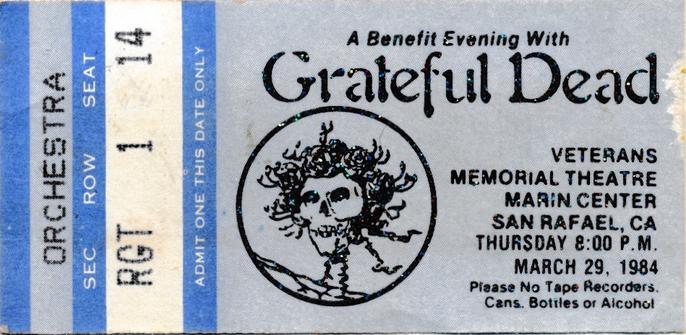 ORCHESTRA
SEC ROW SEAT
RGT 1 14
ADMIT ONE THIS DATE ONLY
A Benefit Evening With
Grateful Dead
VETERANS
MEMORIAL THEATRE
MARIN CENTER
SAN RAFAEL, CA
THURSDAY 8:00 P.M.
MARCH 29, 1984
Please No Tape Recorders.
Cans. Bottles or Alcohol